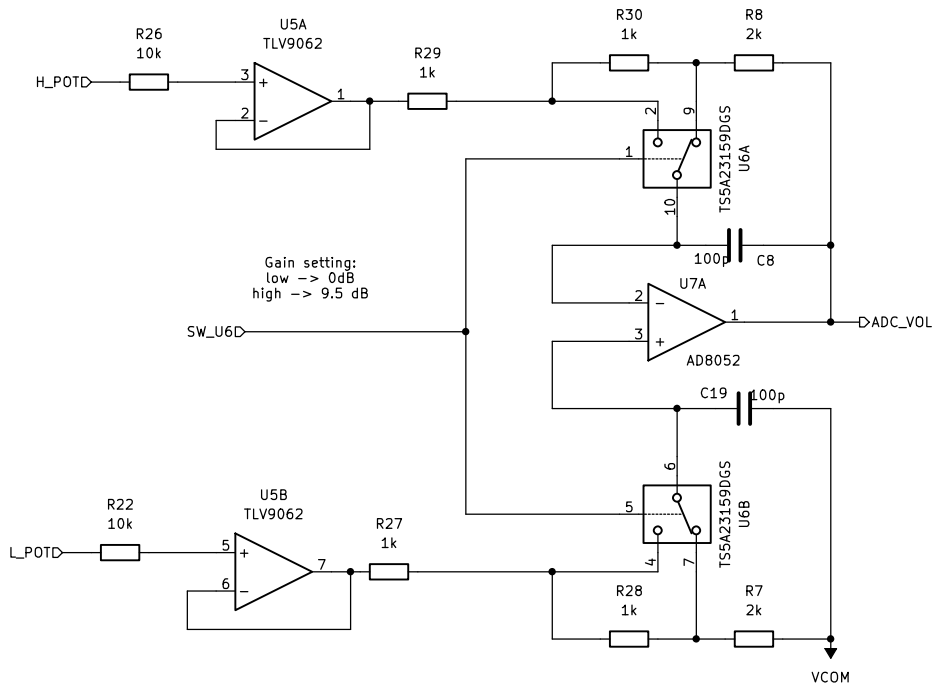 U5A
TLV9062
R26
10k
H_POT
3
2
1
+
−
R29
1k
R30
1k
R8
2k
2
9
1
10
TS5A23159DGS
U6A
Gain setting:
low -> 0dB
high -> 9.5 dB
SW_U6
100p
C8
U7A
2
3
−
+
1
AD8052
ADC_VOL
C19
100p
6
5
4
7
TS5A23159DGS
U6B
R22
10k
L_POT
U5B
TLV9062
5
6
+
−
7
R27
1k
R28
1k
R7
2k
VCOM